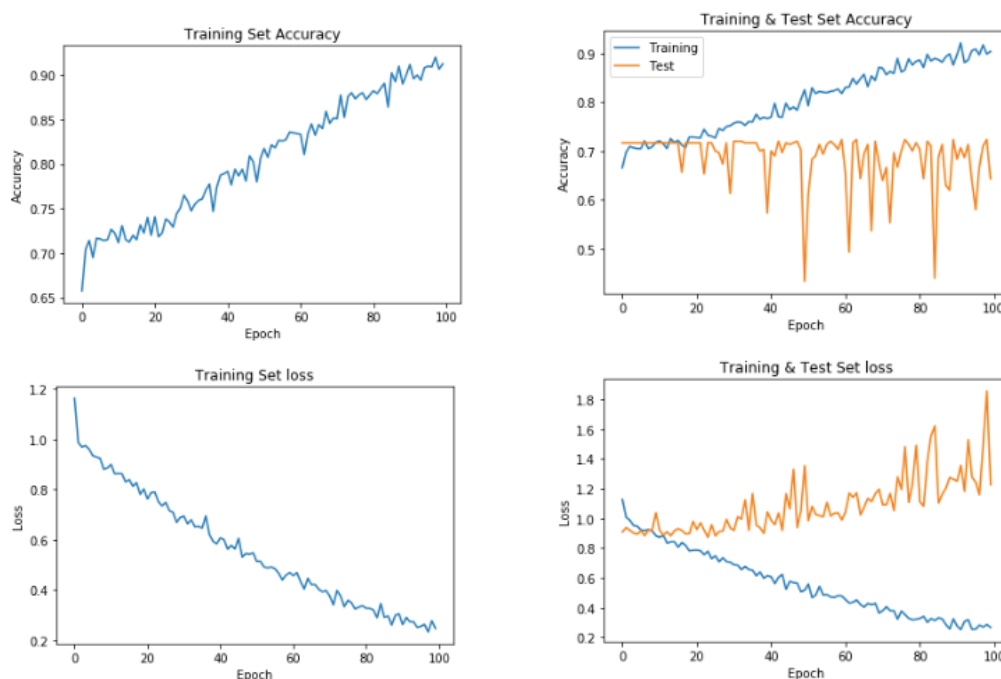 Training Set Accuracy
0.90
0.85
0.80
0.75
0.70
0.65
Accuracy
0 20 40 60 80 100
Epoch
Training & Test Set Accuracy
Training
Test
0.9
0.8
0.7
0.6
0.5
Accuracy
0 20 40 60 80 100
Epoch
Training Set loss
1.2
1.0
0.8
0.6
0.4
0.2
Loss
0 20 40 60 80 100
Epoch
Training & Test Set loss
1.8
1.6
1.4
1.2
1.0
0.8
0.6
0.4
0.2
Loss
0 20 40 60 80 100
Epoch